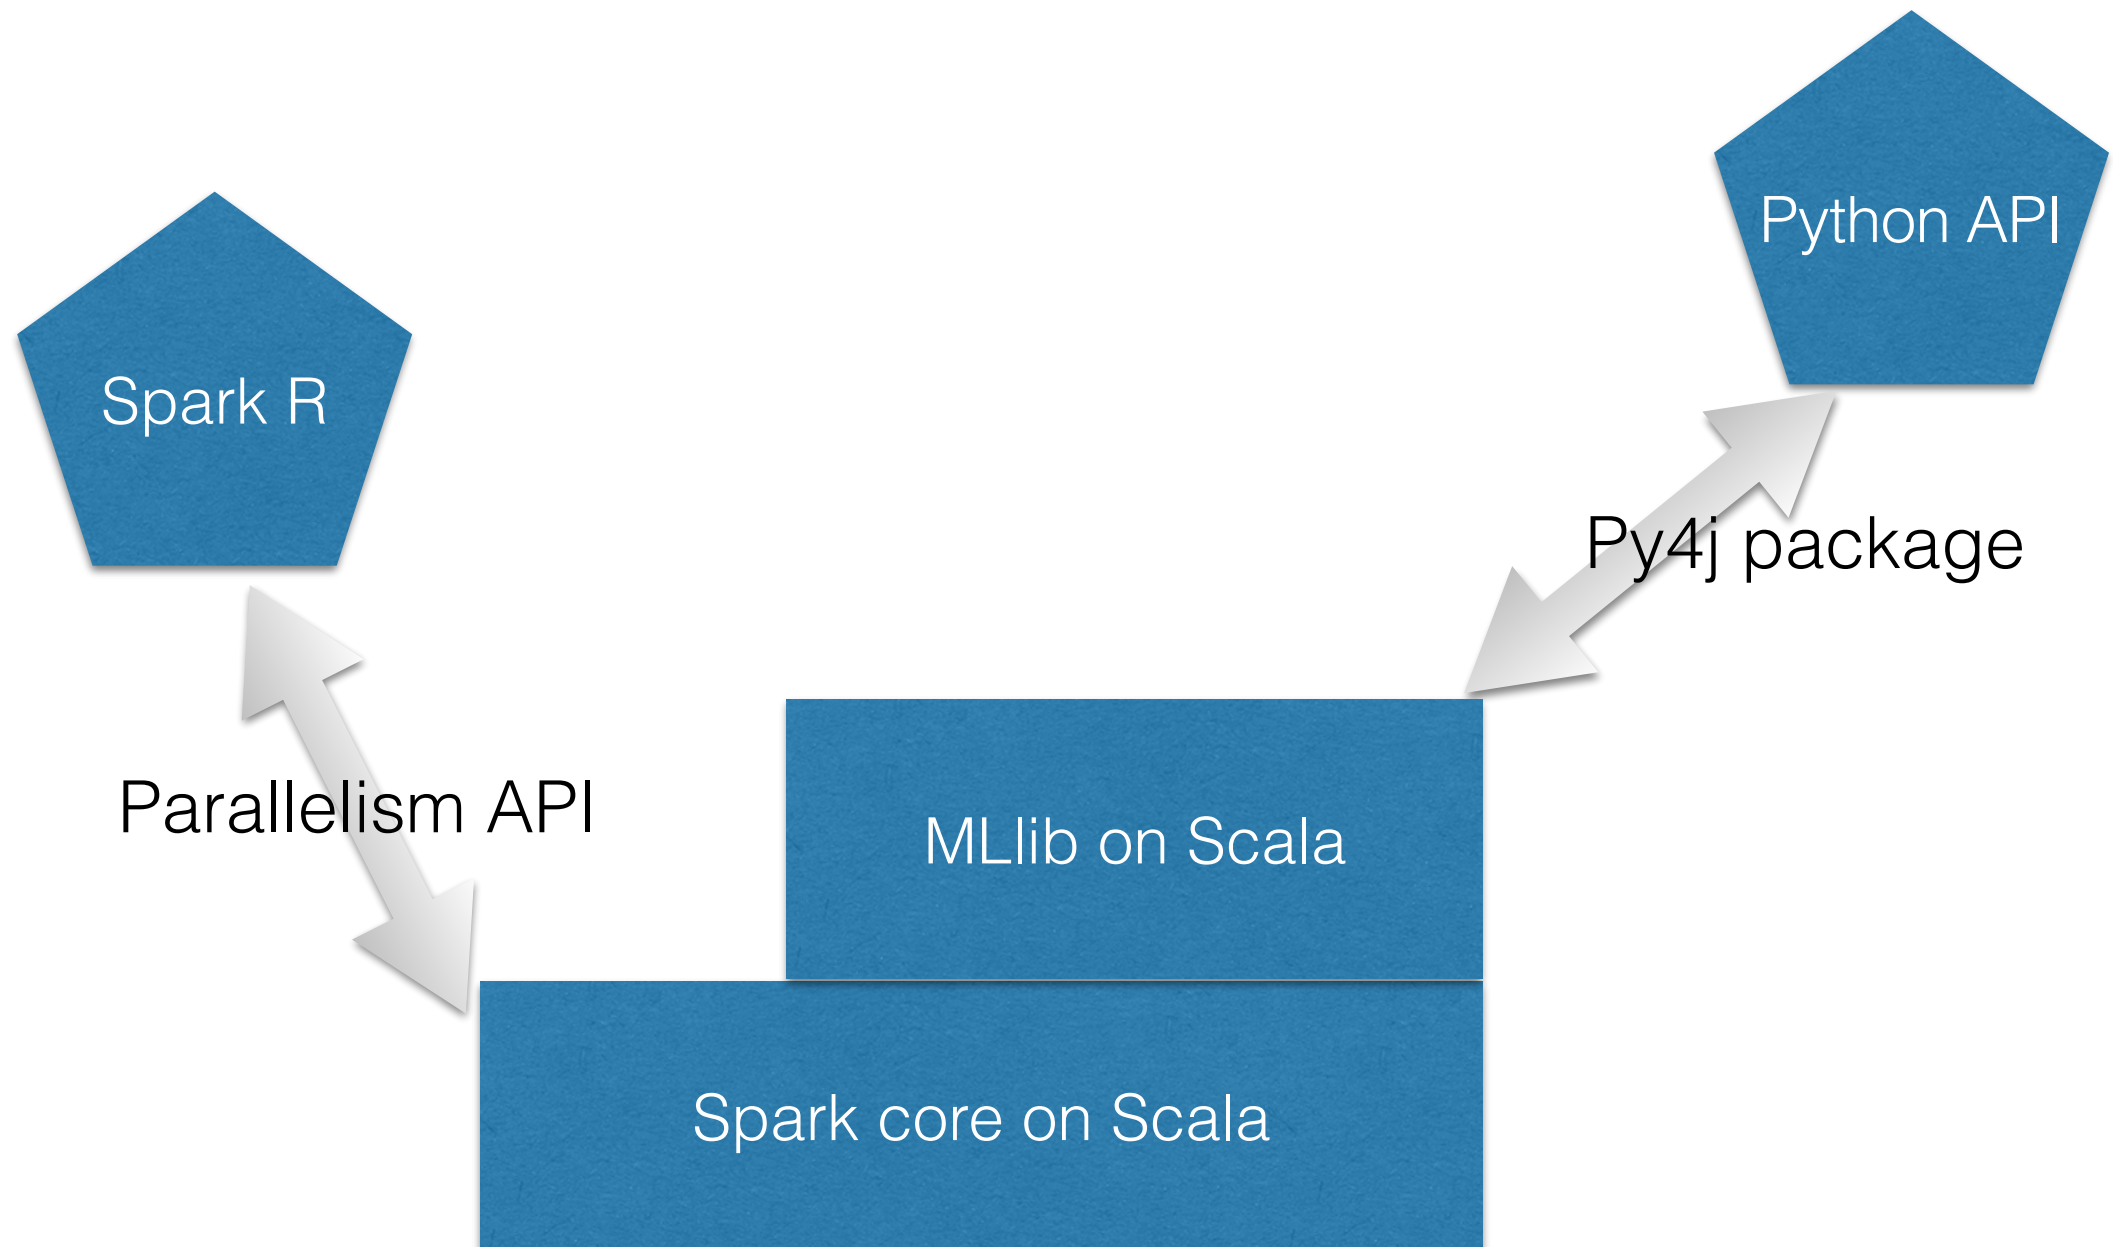 Python API
Spark R
Py4j package
Parallelism API
MLlib on Scala
Spark core on Scala